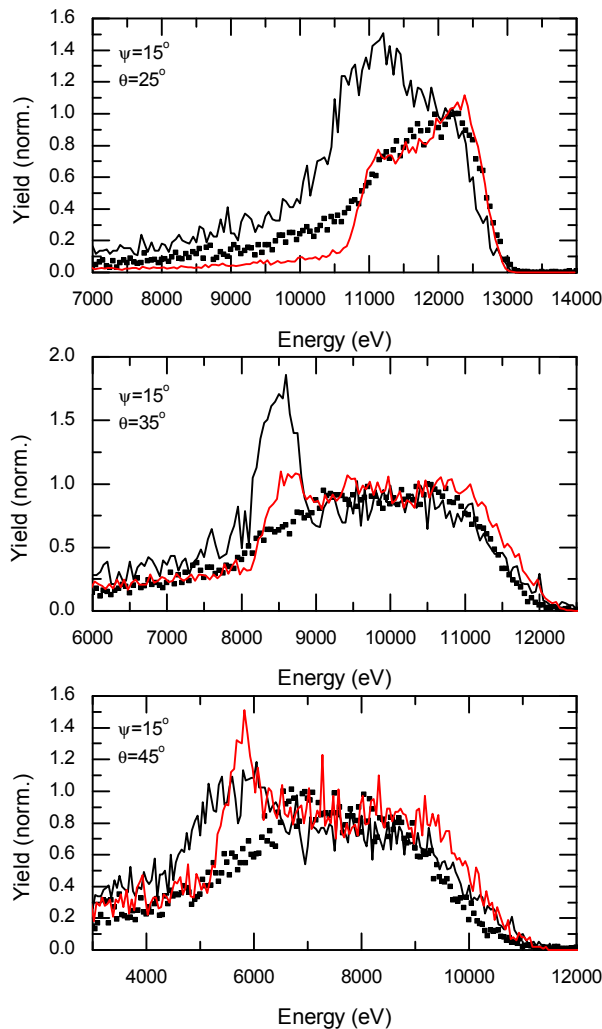 1.6
1.4
1.2
1.0
0.8
0.6
0.4
0.2
0.0
Yield (norm.)
ψ=15°
θ=25°
7000 8000 9000 10000 11000 12000 13000 14000
Energy (eV)
2.0
1.5
1.0
0.5
0.0
Yield (norm.)
ψ=15°
θ=35°
6000 7000 8000 9000 10000 11000 12000
Energy (eV)
1.6
1.4
1.2
1.0
0.8
0.6
0.4
0.2
0.0
Yield (norm.)
ψ=15°
θ=45°
4000 6000 8000 10000 12000
Energy (eV)